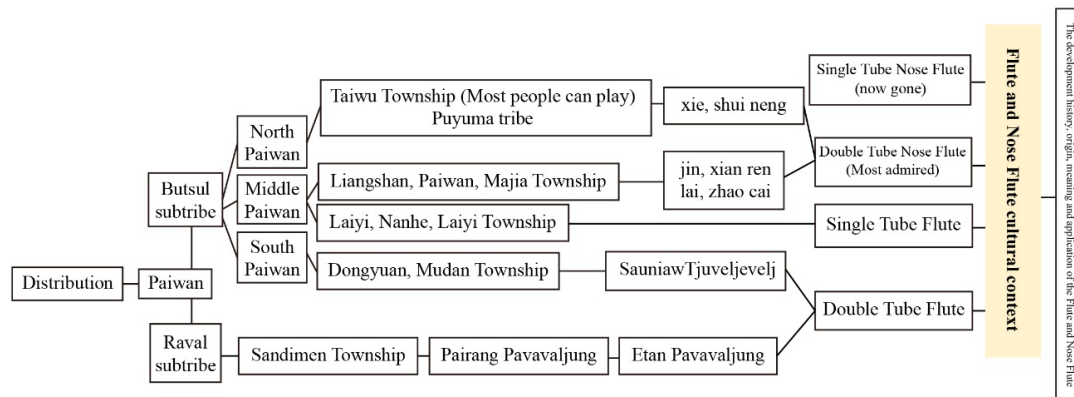 Distribution
Paiwan
Butsul
subtribe
Raval
subtribe
North
Paiwan
Middle
Paiwan
South
Paiwan
Taiwu Township (Most people can play)
Puyuma tribe
Liangshan, Paiwan, Majia Township
Laiyi, Nanhe, Laiyi Township
Dongyuan, Mudan Township
Sandimen Township
Pairang Pavavaljung
Etan Pavavaljung
xie, shui neng
jin, xian ren
lai, zhao cai
SauniawTjuveljevelj
Single Tube Nose Flute
(now gone)
Double Tube Nose Flute
(Most admired)
Single Tube Flute
Double Tube Flute
Flute and Nose Flute cultural context
The development history, origin, meaning and application of the Flute and Nose Flute